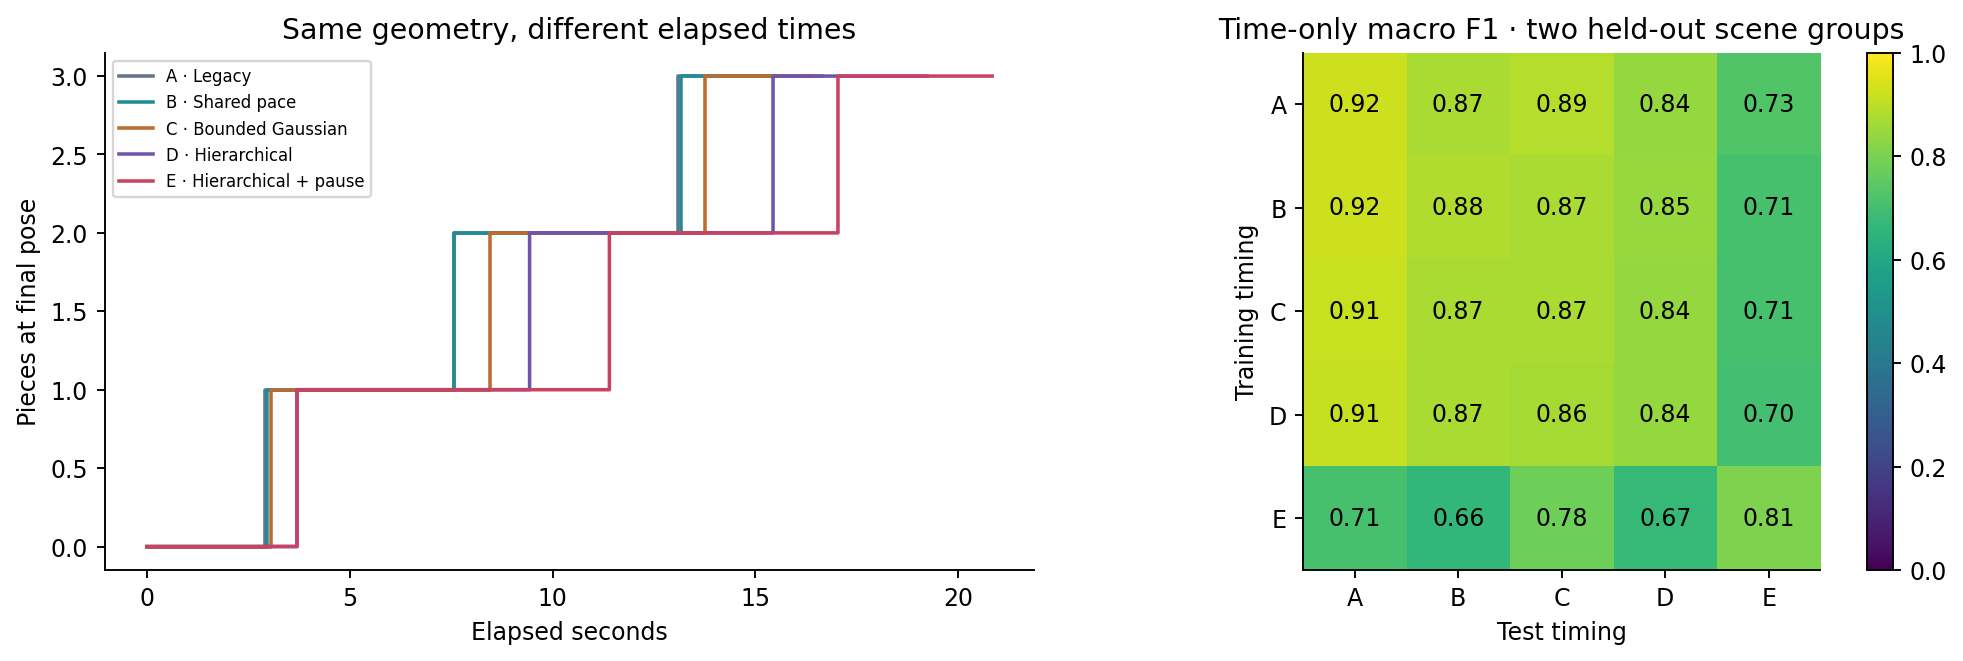 Same geometry, different elapsed times
A · Legacy
B · Shared pace
C · Bounded Gaussian
D · Hierarchical
E · Hierarchical + pause
Pieces at final pose
3.0
2.5
2.0
1.5
1.0
0.5
0.0
0
5
10
15
20
Elapsed seconds
Time-only macro F1 · two held-out scene groups
Training timing
A
0.92 0.87 0.89 0.84 0.73
B
0.92 0.88 0.87 0.85 0.71
C
0.91 0.87 0.87 0.84 0.71
D
0.91 0.87 0.86 0.84 0.70
E
0.71 0.66 0.78 0.67 0.81
A B C D E
Test timing
1.0
0.8
0.6
0.4
0.2
0.0